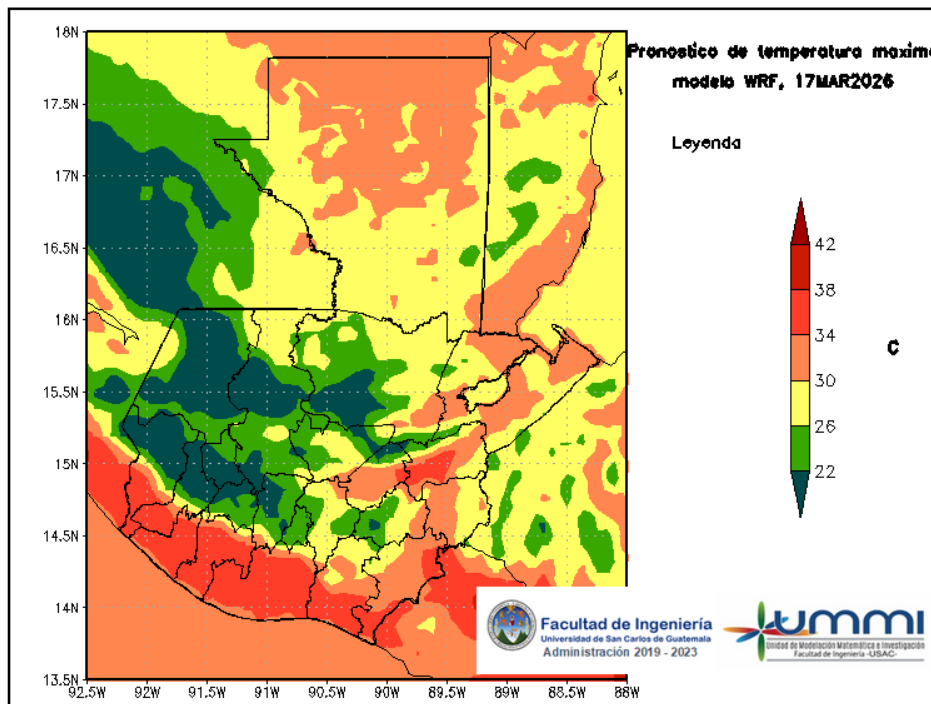 Pronostico de temperatura maxima
modelo WRF, 17MAR2026
Leyenda
18N
17.5N
17N
16.5N
16N
15.5N
15N
14.5N
14N
13.5N
92.5W 92W 91.5W 91W 90.5W 90W 89.5W 89W 88.5W 88W
42
38
34
30
26
22
C
Facultad de Ingeniería
Universidad de San Carlos de Guatemala
Administración 2019 - 2023
ummi
Unidad de Modelación Matemática e Investigación
Facultad de Ingeniería -USAC-